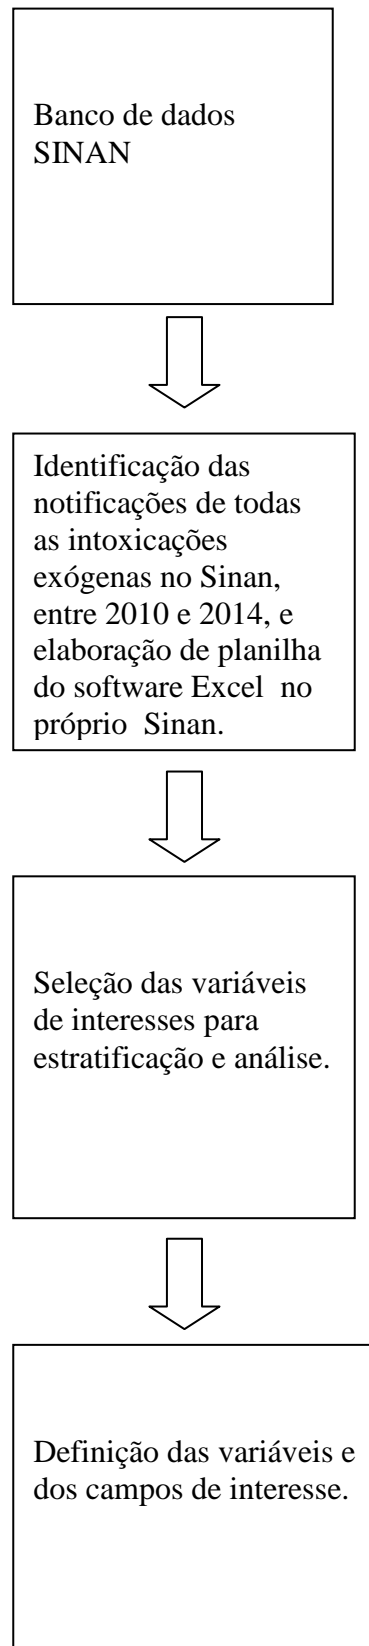 Banco de dados
SINAN
Identificação das
notificações de todas
as intoxicações
exógenas no Sinan,
entre 2010 e 2014, e
elaboração de planilha
do software Excel no
próprio Sinan.
Seleção das variáveis
de interesses para
estratificação e análise.
Definição das variáveis e
dos campos de interesse.